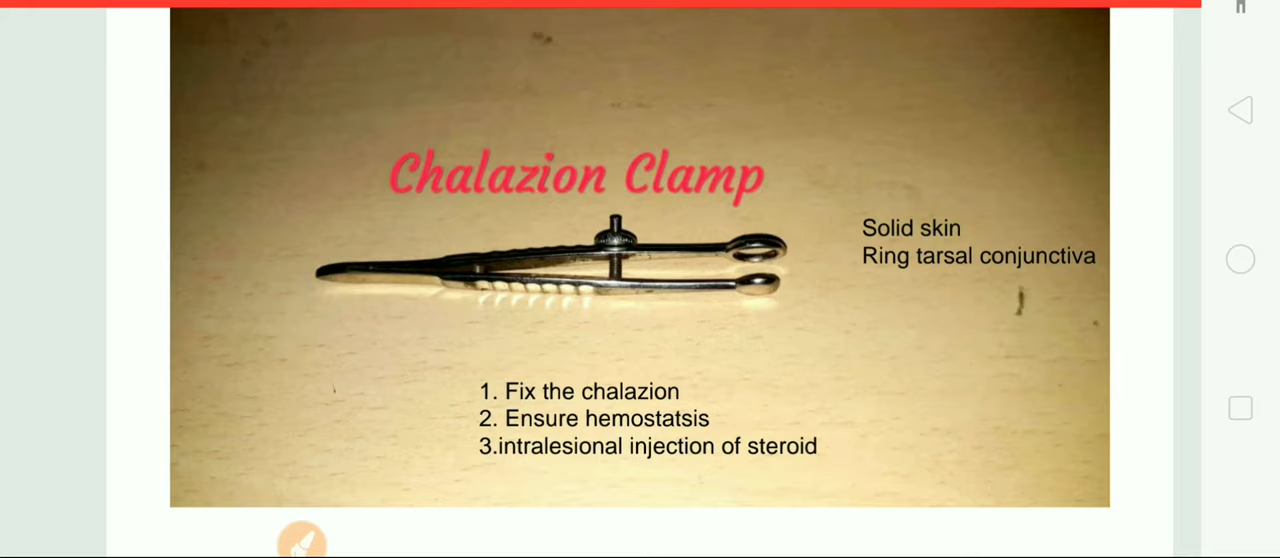 Chalazion Clamp
Solid skin
Ring tarsal conjunctiva
1. Fix the chalazion
2. Ensure hemostatsis
3.intralesional injection of steroid